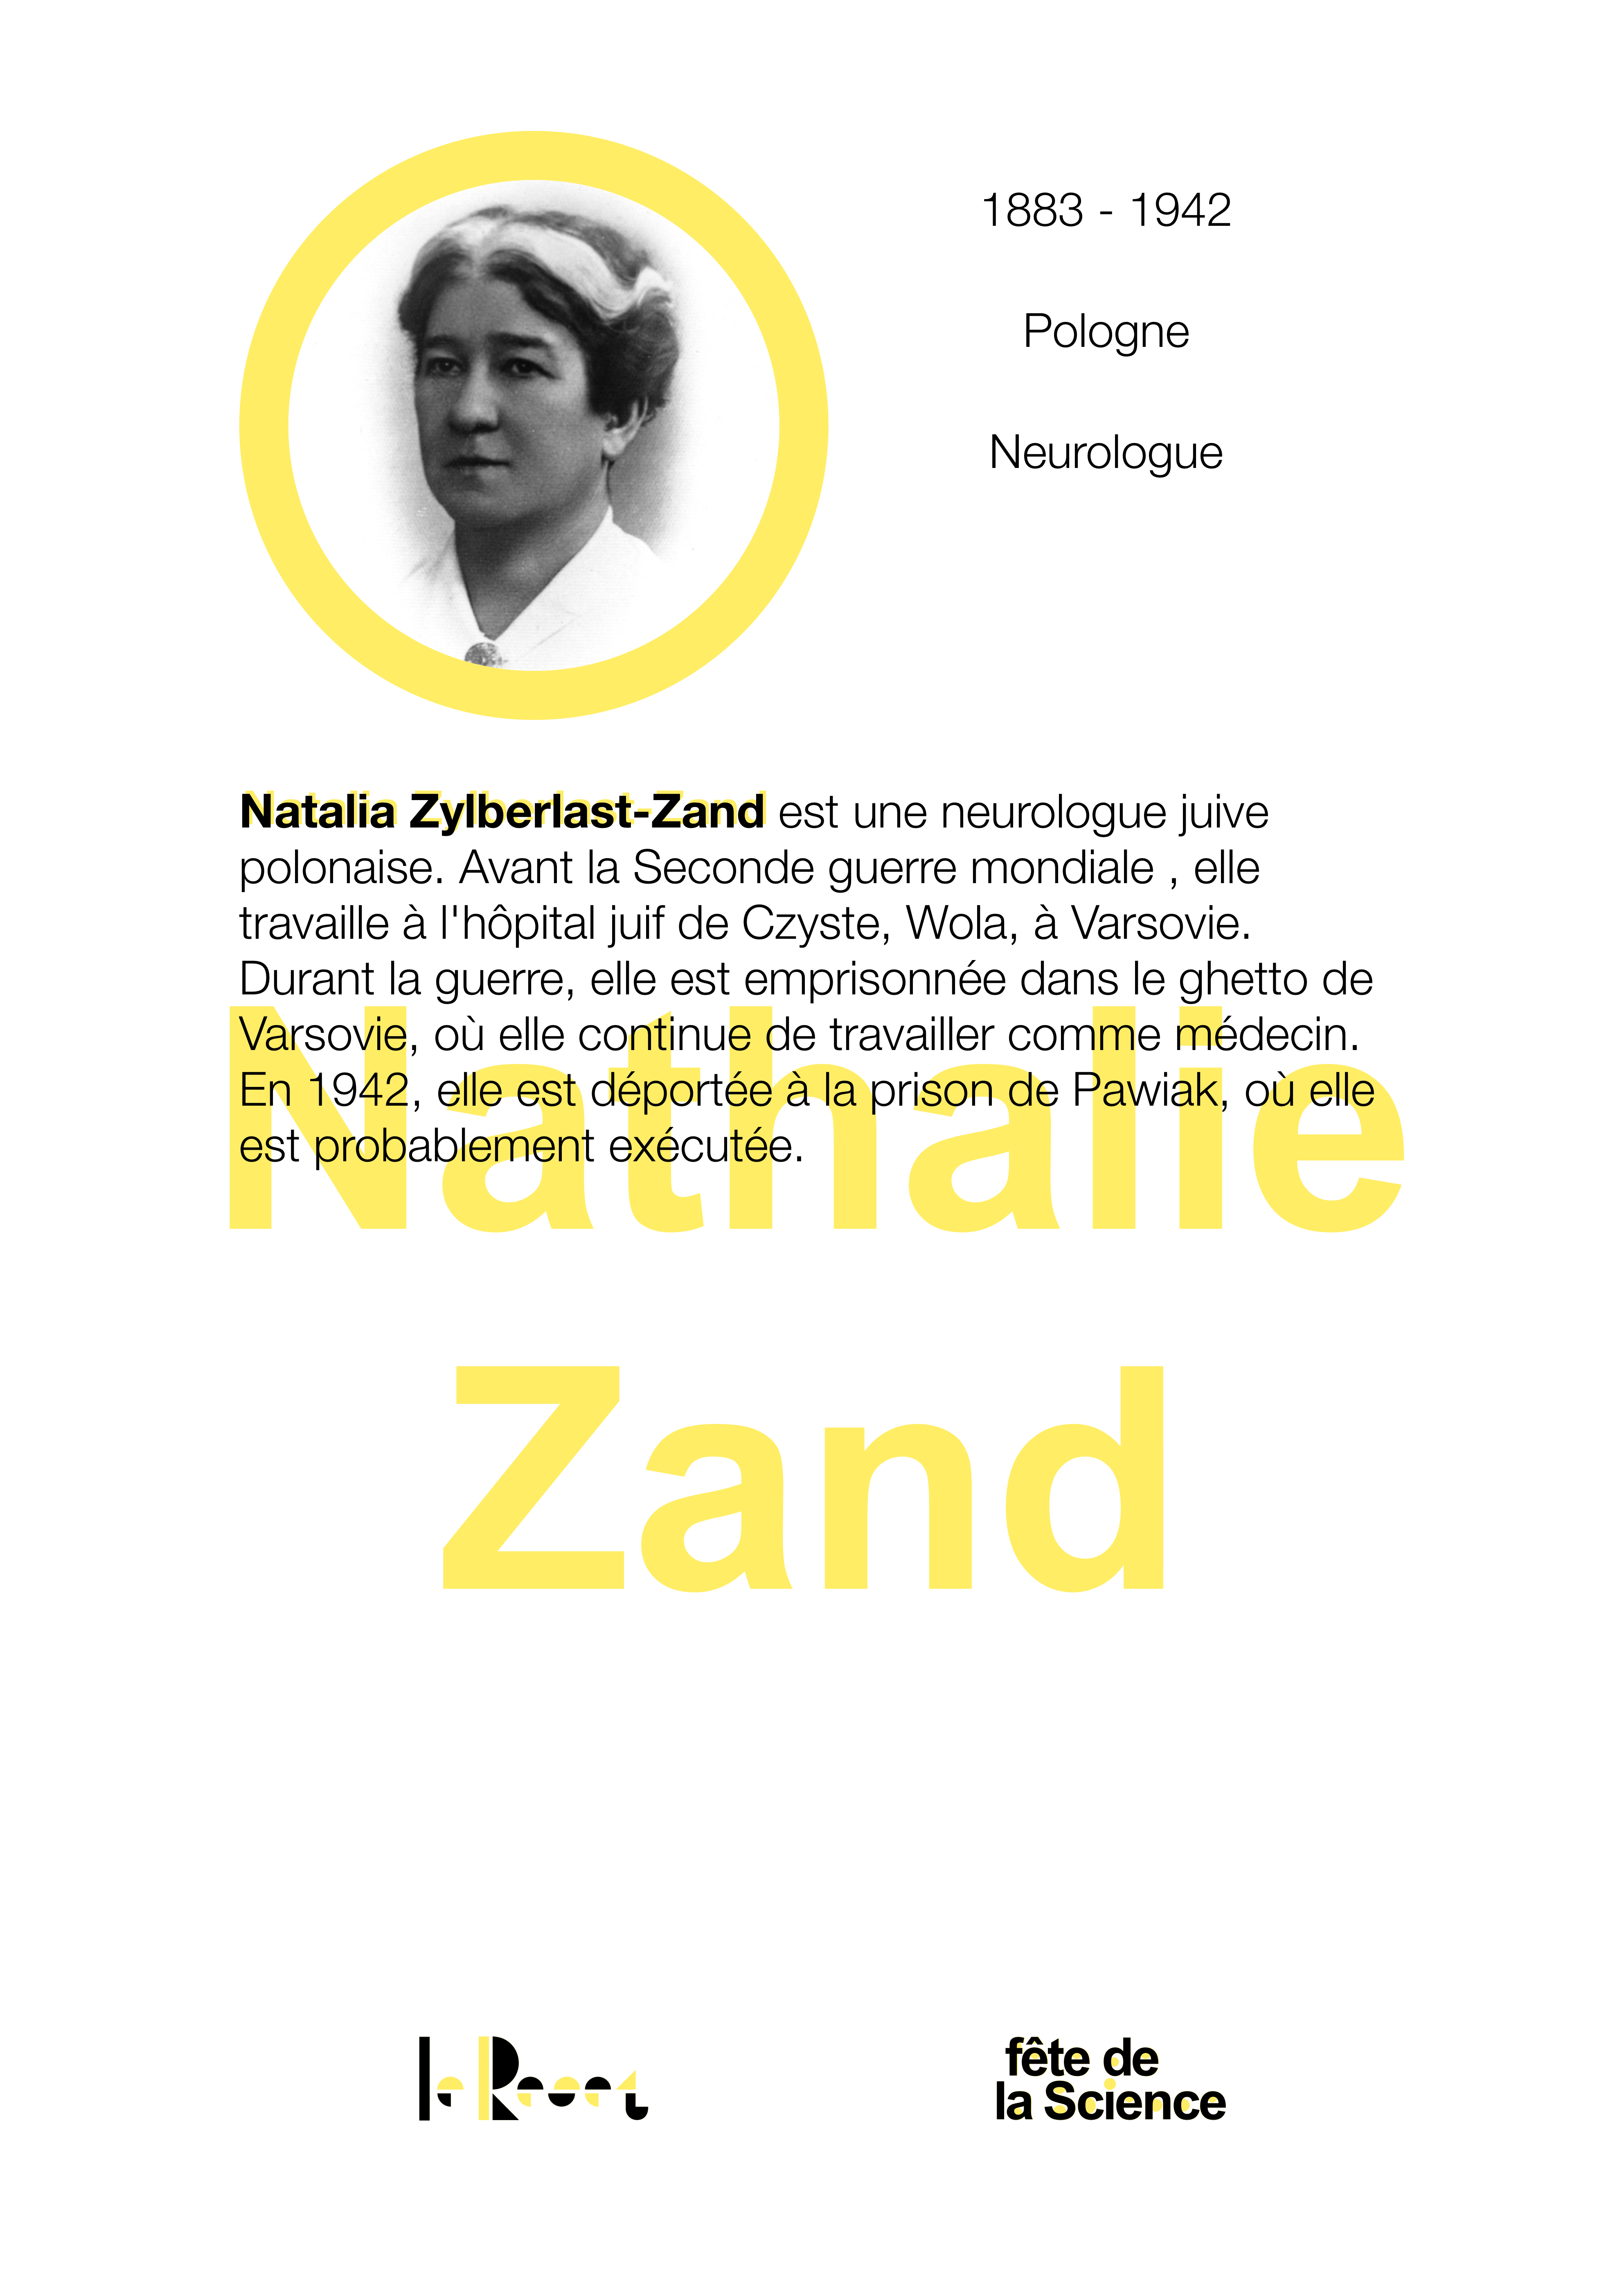 1883 - 1942
Pologne
Neurologue
Natalia Zylberlast-Zand est une neurologue juive
polonaise. Avant la Seconde guerre mondiale , elle
travaille à l'hôpital juif de Czyste, Wola, à Varsovie.
Durant la guerre, elle est emprisonnée dans le ghetto de
Varsovie, où elle continue de travailler comme médecin.
En 1942, elle est déportée à la prison de Pawiak, où elle
est probablement exécutée.
Nathalie
Zand
le Reset
fête de
la Science